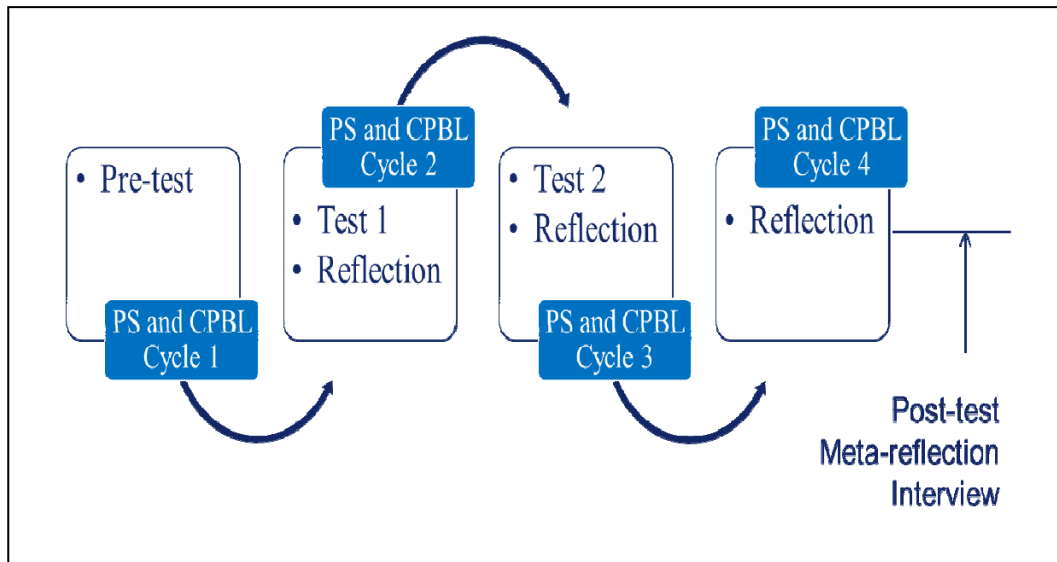 • Pre-test
PS and CPBL
Cycle 1
PS and CPBL
Cycle 2
• Test 1
• Reflection
• Test 2
• Reflection
PS and CPBL
Cycle 3
PS and CPBL
Cycle 4
• Reflection
Post-test
Meta-reflection
Interview